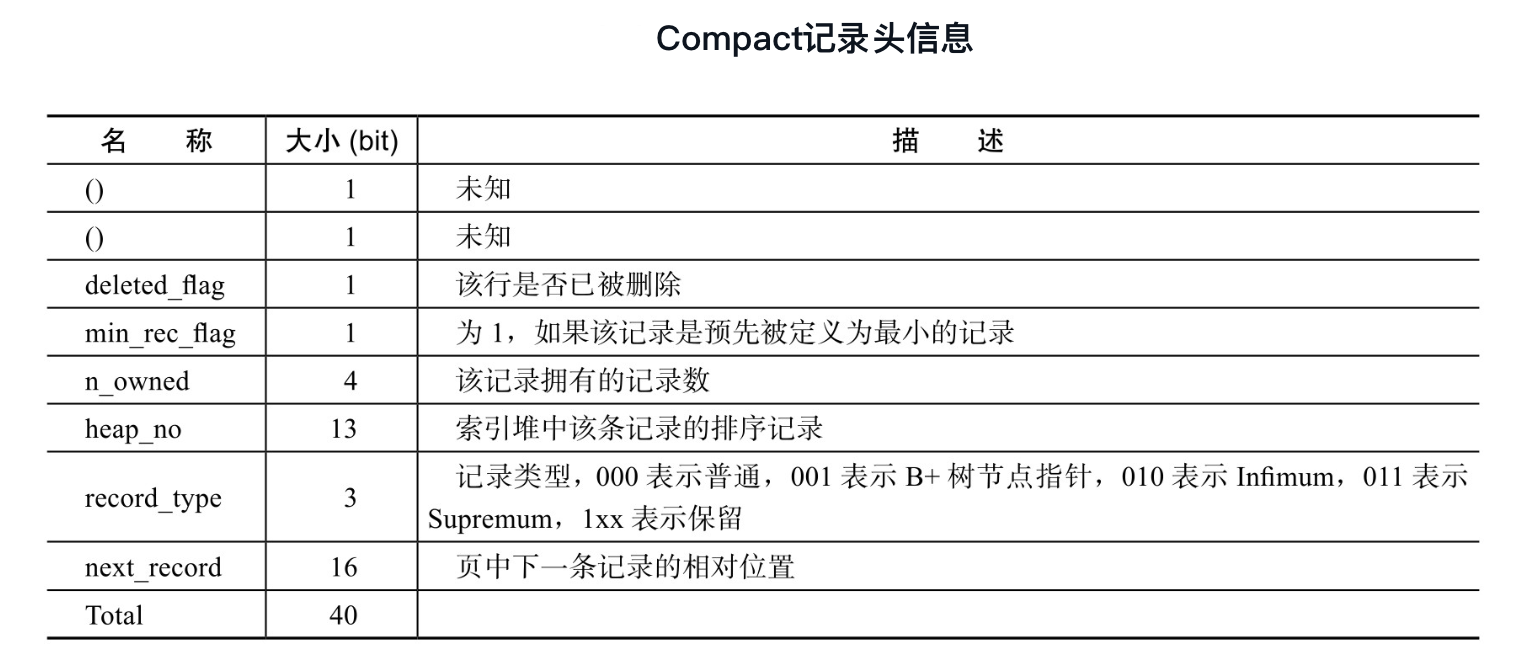 Compact记录头信息
名 称 大小 (bit) 描 述
() 1 未知
() 1 未知
deleted_flag 1 该行是否已被删除
min_rec_flag 1 为 1，如果该记录是预先被定义为最小的记录
n_owned 4 该记录拥有的记录数
heap_no 13 索引堆中该条记录的排序记录
record_type 3 记录类型，000 表示普通，001 表示 B+ 树节点指针，010 表示 Infimum，011 表示
Supremum，1xx 表示保留
next_record 16 页中下一条记录的相对位置
Total 40